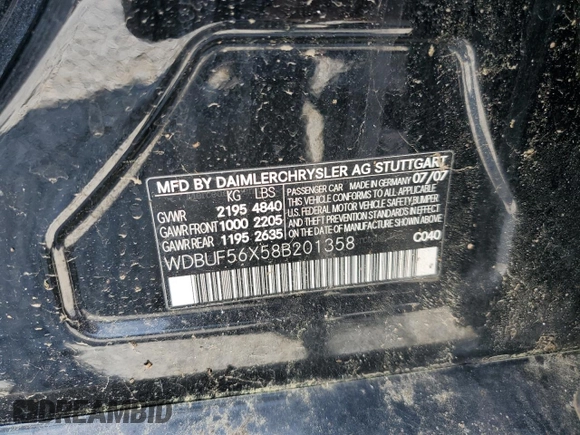 MFD BY DAIMLERCHRYSLER AG STUTTGART
KG LBS
GVWR 2195 4840
GAWR FRONT 1000 2205
GAWR REAR 1195 2635
PASSENGER CAR MADE IN GERMANY 07/07
THIS VEHICLE CONFORMS TO ALL APPLICABLE
U.S. FEDERAL MOTOR VEHICLE SAFETY,BUMPER
AND THEFT PREVENTION STANDARDS IN EFFECT
ON THE DATE OF MANUFACTURE SHOWN ABOVE.
WDBUF56X58B201358
C040
DREAMBID